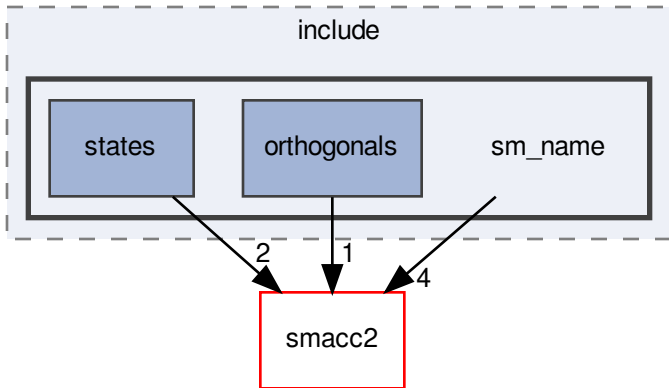 include
states
orthogonals
sm_name
2
1
4
smacc2